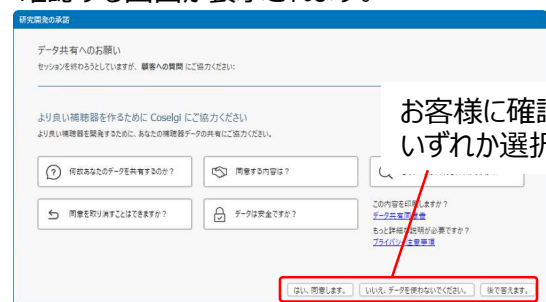 研究開発の承諾
データ共有へのお願い
セッションを終わろうとしていますが、顧客への質問 にご協力ください:
お客様に確認
いずれか選択
より良い補聴器を作るために Coselgi にご協力ください
より良い補聴器を開発するために、あなたの補聴器データの共有にご協力ください。
何故あなたのデータを共有するのか?
同意する内容は?
同意を取り消すことはできますか?
データは安全ですか?
この内容を印刷しますか?
データ共有同意書
もっと詳細な説明が必要ですか?
プライバシー注意事項
はい、同意します。
いいえ、データを使わないでください。
後で答えます。